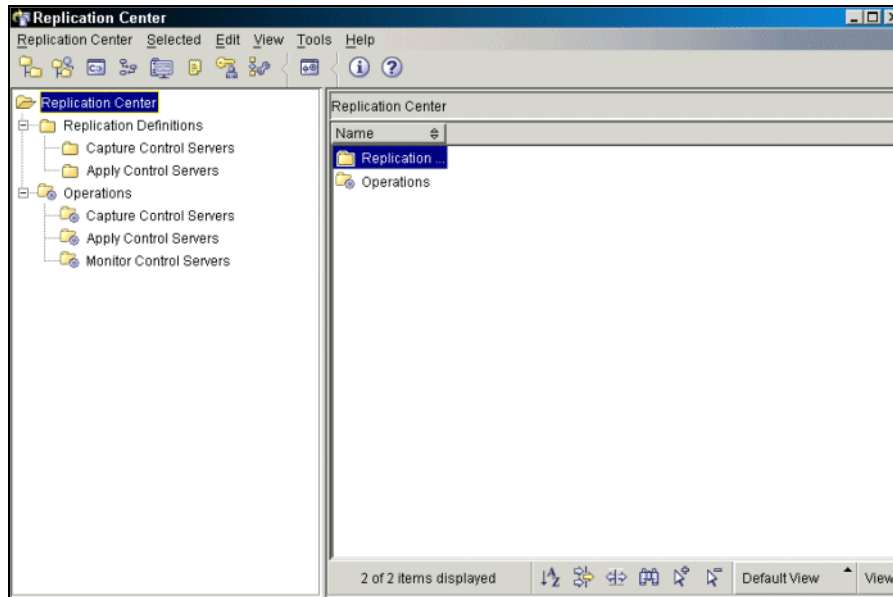 Replication Center
Replication Center Selected Edit View Tools Help
Replication Center
Replication Definitions
Capture Control Servers
Apply Control Servers
Operations
Capture Control Servers
Apply Control Servers
Monitor Control Servers
Replication Center
Name
Replication ...
Operations
2 of 2 items displayed
Default View
View